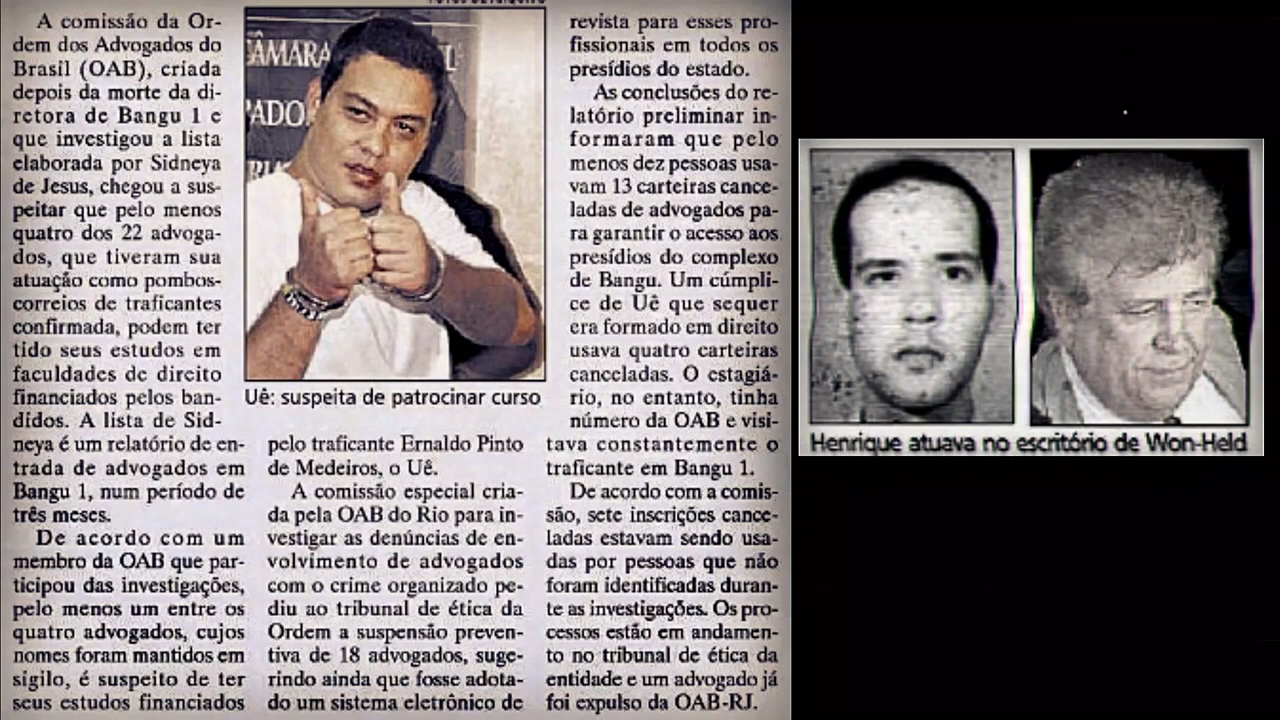 A comissão da Or-
dem dos Advogados do
Brasil (OAB), criada
depois da morte da di-
retora de Bangu 1 e
que investigou a lista
elaborada por Sidneya
de Jesus, chegou a sus-
peitar que pelo menos
quatro dos 22 advoga-
dos, que tiveram sua
atuação como pombos-
correios de traficantes
confirmada, podem ter
tido seus estudos em
faculdades de direito
financiados pelos ban-
didos. A lista de Sid-
neya é um relatório de en-
trada de advogados em
Bangu 1, num período de
três meses.
De acordo com um
membro da OAB que par-
ticipou das investigações,
pelo menos um entre os
quatro advogados, cujos
nomes foram mantidos em
sigilo, é suspeito de ter
seus estudos financiados
CÂMARA
Uê: suspeita de patrocinar curso
pelo traficante Ernaldo Pinto
de Medeiros, o Uê.
A comissão especial cria-
da pela OAB do Rio para in-
vestigar as denúncias de en-
volvimento de advogados
com o crime organizado pe-
diu ao tribunal de ética da
Ordem a suspensão preven-
tiva de 18 advogados, suge-
rindo ainda que fosse adota-
do um sistema eletrônico de
revista para esses pro-
fissionais em todos os
presídios do estado.
As conclusões do re-
latório preliminar in-
formaram que pelo
menos dez pessoas usa-
vam 13 carteiras cance-
ladas de advogados pa-
ra garantir o acesso aos
presídios do complexo
de Bangu. Um cúmpli-
ce de Uê que sequer
era formado em direito
usava quatro carteiras
canceladas. O estagiá-
rio, no entanto, tinha
número da OAB e visi-
tava constantemente o
traficante em Bangu 1.
De acordo com a comis-
são, sete inscrições cance-
ladas estavam sendo usa-
das por pessoas que não
foram identificadas duran-
te as investigações. Os pro-
cessos estão em andamen-
to no tribunal de ética da
entidade e um advogado já
foi expulso da OAB-RJ.
Henrique atuava no escritório de Won-Held